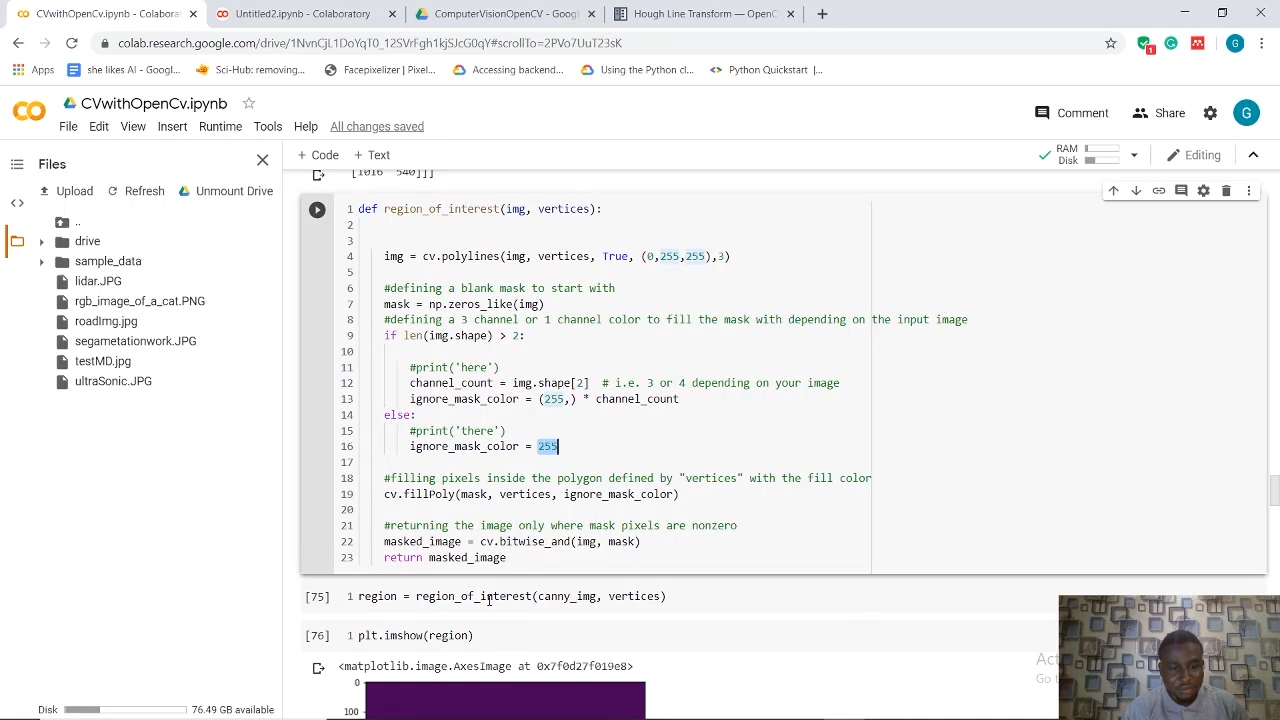 CVwithOpenCv.ipynb - Colaborat
Untitled2.ipynb - Colaboratory
ComputerVisionOpenCV - Goog
Hough Line Transform — OpenC
colab.research.google.com/drive/1NvnCjL1DoYqT0_12SVrFgh1kjSJcG0qY#scrollTo=2PVo7UuT23sK
Apps
she likes AI - Googl...
Sci-Hub: removing...
Facepixelizer | Pixel...
Accessing backend...
Using the Python cl...
Python Quickstart |...
CVwithOpenCv.ipynb
Comment
Share
G
File Edit View Insert Runtime Tools Help All changes saved
Files
+ Code + Text
RAM
Disk
Editing
Upload Refresh Unmount Drive
..
drive
sample_data
lidar.JPG
rgb_image_of_a_cat.PNG
roadImg.jpg
segametationwork.JPG
testMD.jpg
ultraSonic.JPG
Disk 76.49 GB available
[1016 540]]]
1 def region_of_interest(img, vertices):
2
3
4 img = cv.polylines(img, vertices, True, (0,255,255),3)
5
6 #defining a blank mask to start with
7 mask = np.zeros_like(img)
8 #defining a 3 channel or 1 channel color to fill the mask with depending on the input image
9 if len(img.shape) > 2:
10
11 #print('here')
12 channel_count = img.shape[2] # i.e. 3 or 4 depending on your image
13 ignore_mask_color = (255,) * channel_count
14 else:
15 #print('there')
16 ignore_mask_color = 255
17
18 #filling pixels inside the polygon defined by "vertices" with the fill color
19 cv.fillPoly(mask, vertices, ignore_mask_color)
20
21 #returning the image only where mask pixels are nonzero
22 masked_image = cv.bitwise_and(img, mask)
23 return masked_image
[75] 1 region = region_of_interest(canny_img, vertices)
[76] 1 plt.imshow(region)
<matplotlib.image.AxesImage at 0x7f0d27f019e8>
0
100